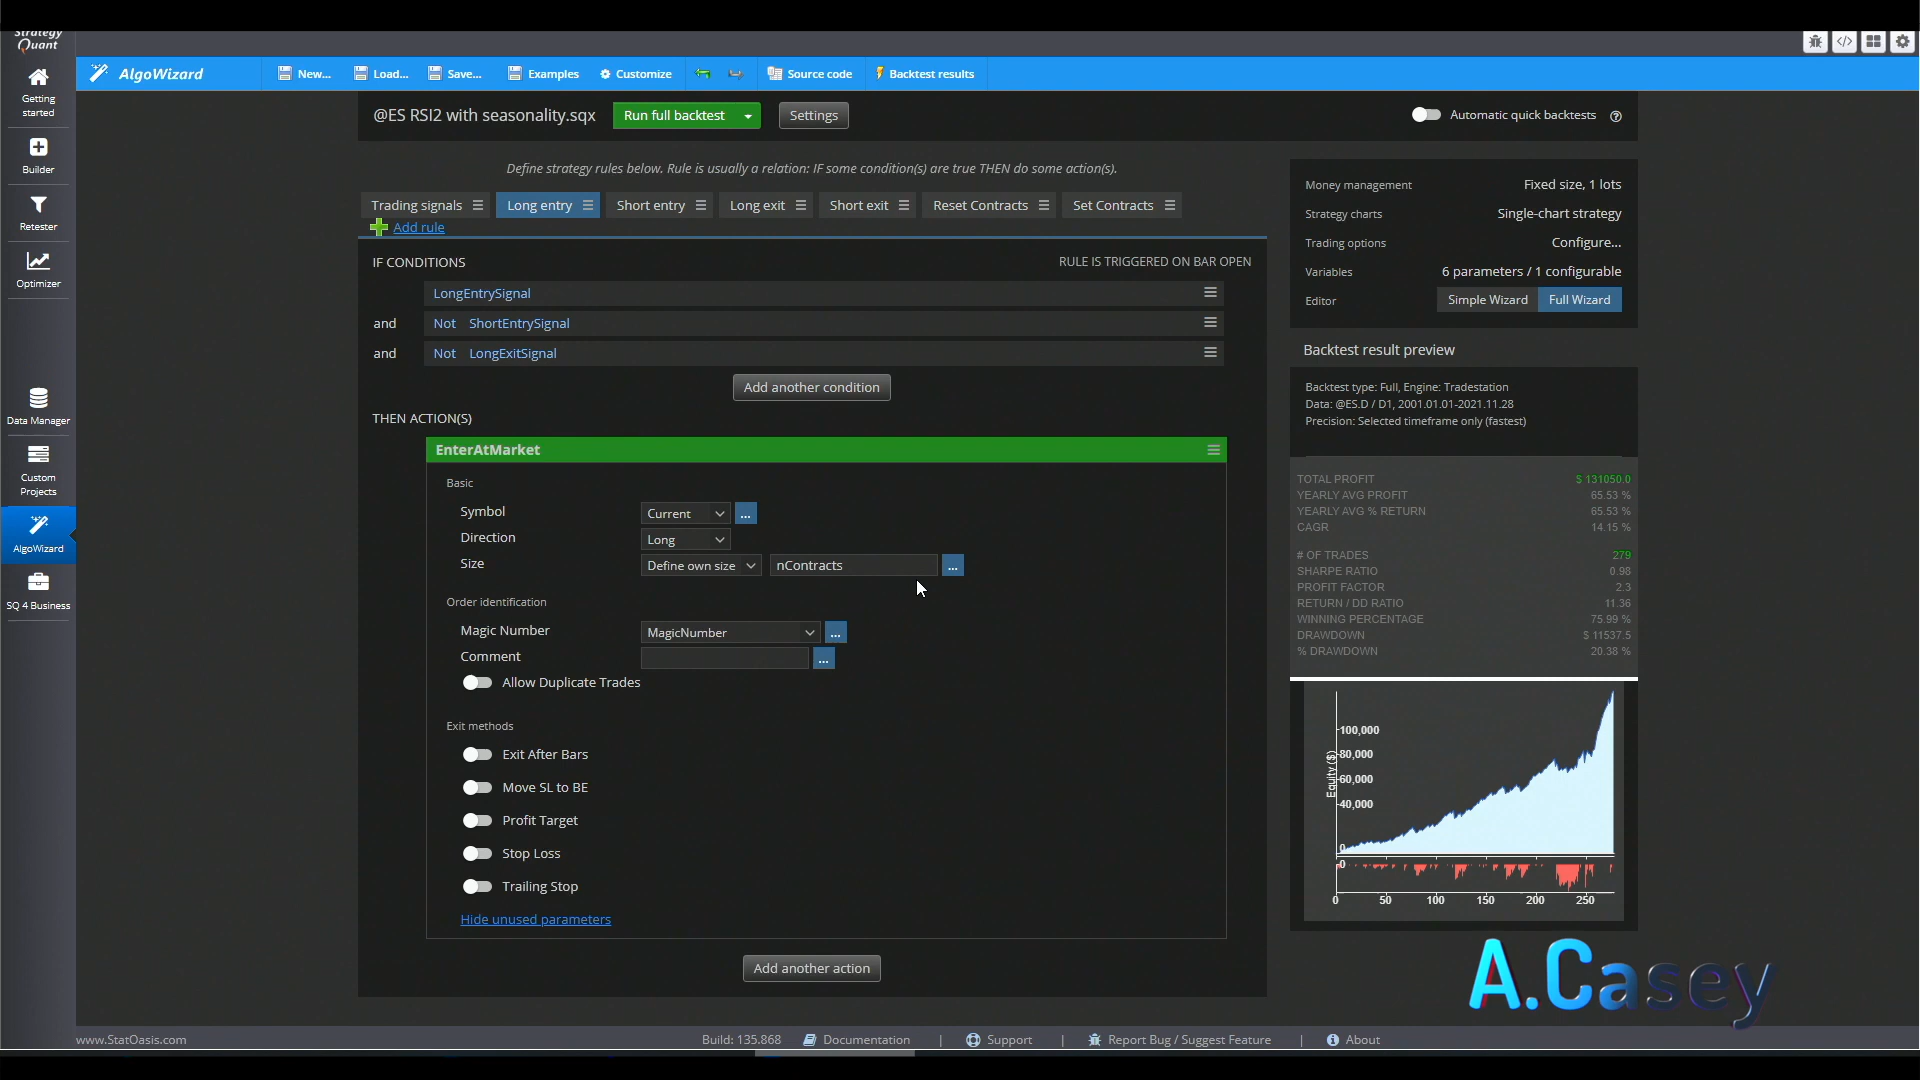 Strategy
Quant
AlgoWizard
New...
Load...
Save...
Examples
Customize
Source code
Backtest results
Getting
started
Builder
Retester
Optimizer
Data Manager
Custom
Projects
AlgoWizard
SQ 4 Business
@ES RSI2 with seasonality.sqx
Run full backtest
Settings
Automatic quick backtests
Define strategy rules below. Rule is usually a relation: IF some condition(s) are true THEN do some action(s).
Trading signals
Long entry
Short entry
Long exit
Short exit
Reset Contracts
Set Contracts
Add rule
IF CONDITIONS
RULE IS TRIGGERED ON BAR OPEN
LongEntrySignal
and Not ShortEntrySignal
and Not LongExitSignal
Add another condition
THEN ACTION(S)
EnterAtMarket
Basic
Symbol Current ...
Direction Long
Size Define own size nContracts ...
Order identification
Magic Number MagicNumber ...
Comment ...
Allow Duplicate Trades
Exit methods
Exit After Bars
Move SL to BE
Profit Target
Stop Loss
Trailing Stop
Hide unused parameters
Add another action
Money management Fixed size, 1 lots
Strategy charts Single-chart strategy
Trading options Configure...
Variables 6 parameters / 1 configurable
Editor Simple Wizard Full Wizard
Backtest result preview
Backtest type: Full, Engine: Tradestation
Data: @ES.D / D1, 2001.01.01-2021.11.28
Precision: Selected timeframe only (fastest)
TOTAL PROFIT $ 131050.0
YEARLY AVG PROFIT 65.53 %
YEARLY AVG % RETURN 65.53 %
CAGR 14.15 %
# OF TRADES 279
SHARPE RATIO 0.98
PROFIT FACTOR 2.3
RETURN / DD RATIO 11.36
WINNING PERCENTAGE 75.99 %
DRAWDOWN $ 11537.5
% DRAWDOWN 20.38 %
Equity ($)
100,000
80,000
60,000
40,000
0
0
0 50 100 150 200 250
A.Casey
www.StatOasis.com
Build: 135.868
Documentation
|
Support
|
Report Bug / Suggest Feature
|
About